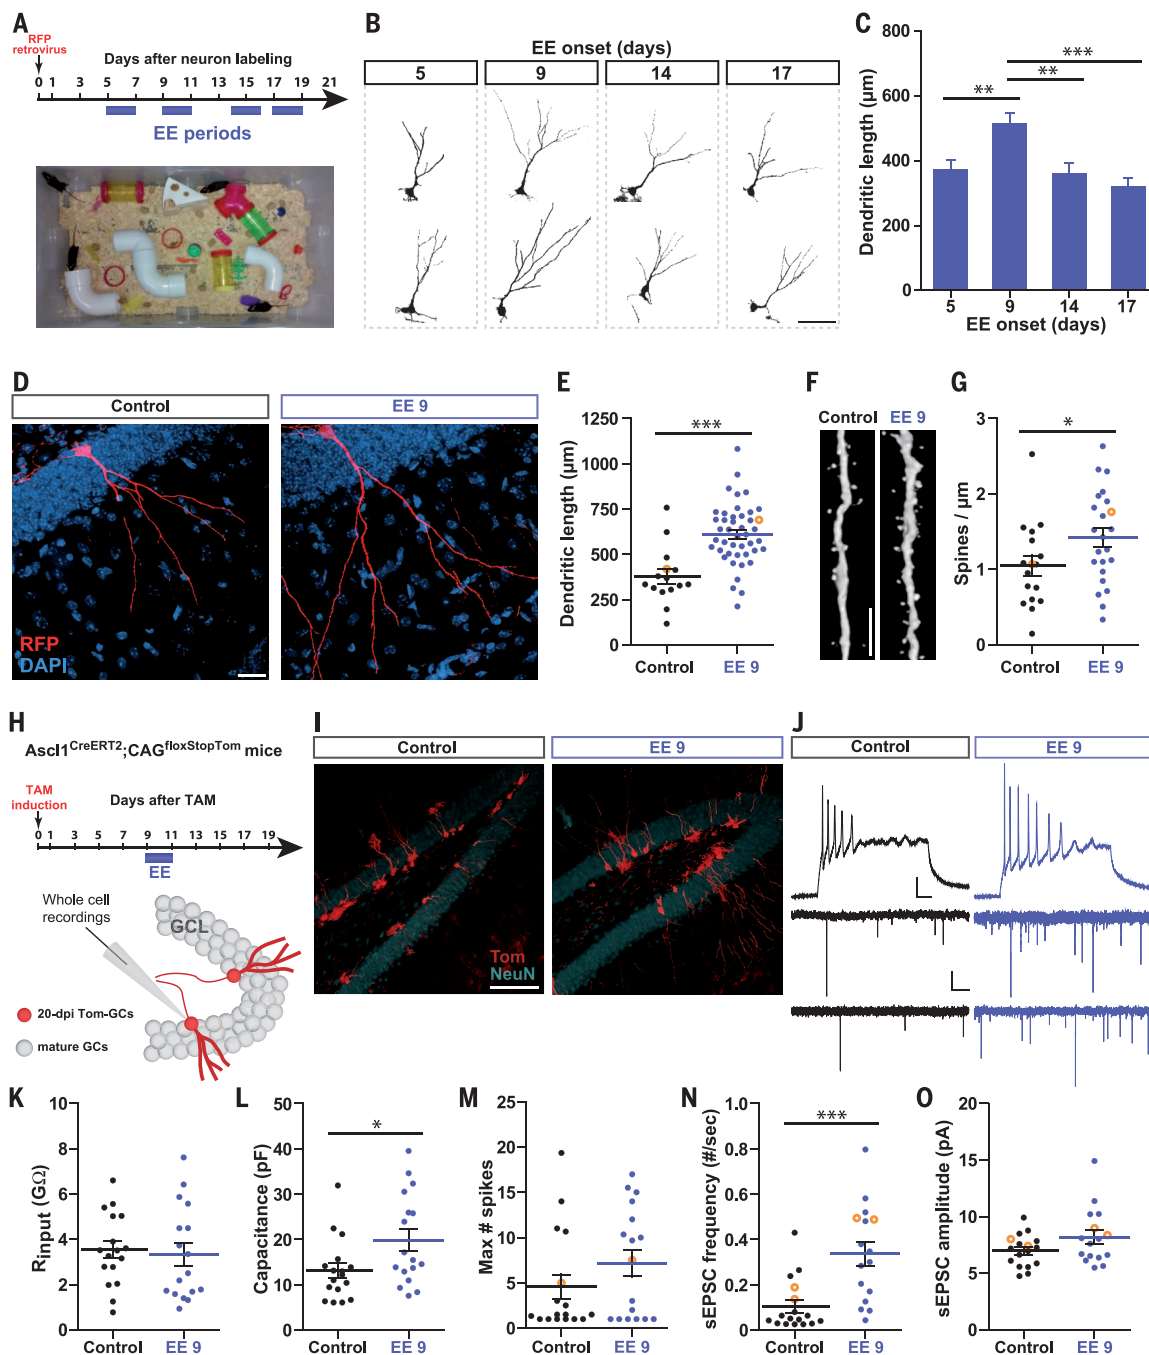 A
RFP
retrovirus
Days after neuron labeling
0 1 3 5 7 9 11 13 15 17 19 21
EE periods
B
EE onset (days)
5 9 14 17
C
Dendritic length (µm)
800
600
400
200
0
***
**
**
5 9 14 17
EE onset (days)
D
Control EE 9
RFP
DAPI
E
Dendritic length (µm)
1250
1000
750
500
250
0
***
Control EE 9
F
Control EE 9
G
Spines / µm
3
2
1
0
*
Control EE 9
H
Ascl1CreERT2;CAGfloxStopTom mice
TAM
induction
Days after TAM
0 1 3 5 7 9 11 13 15 17 19
EE
Whole cell
recordings
GCL
20-dpi Tom-GCs
mature GCs
I
Control EE 9
Tom
NeuN
J
Control EE 9
K
Rinput (GΩ)
10
8
6
4
2
0
Control EE 9
L
Capacitance (pF)
50
40
30
20
10
0
*
Control EE 9
M
Max # spikes
25
20
15
10
5
0
Control EE 9
N
sEPSC frequency (#/sec)
1.0
0.8
0.6
0.4
0.2
0
***
Control EE 9
O
sEPSC amplitude (pA)
20
15
10
5
0
Control EE 9